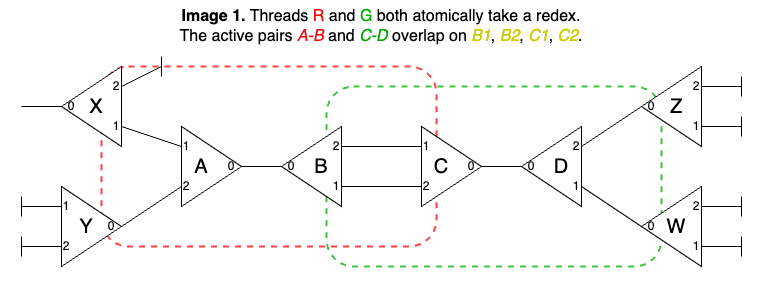 Image 1. Threads R and G both atomically take a redex.
The active pairs A-B and C-D overlap on B1, B2, C1, C2.
2
2
0 X
0 Z
1
1
1
2
1
2
A 0
0 B
C 0
0 D
2
1
2
1
1
2
Y 0
0 W
2
1